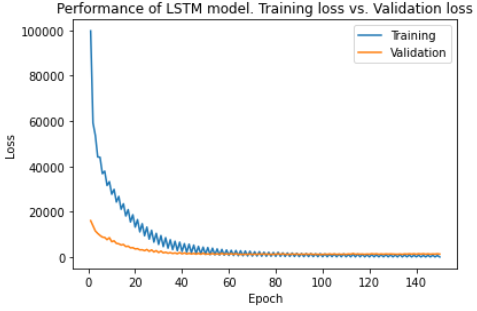 Performance of LSTM model. Training loss vs. Validation loss
100000
80000
60000
40000
20000
0
Loss
Training
Validation
0 20 40 60 80 100 120 140
Epoch